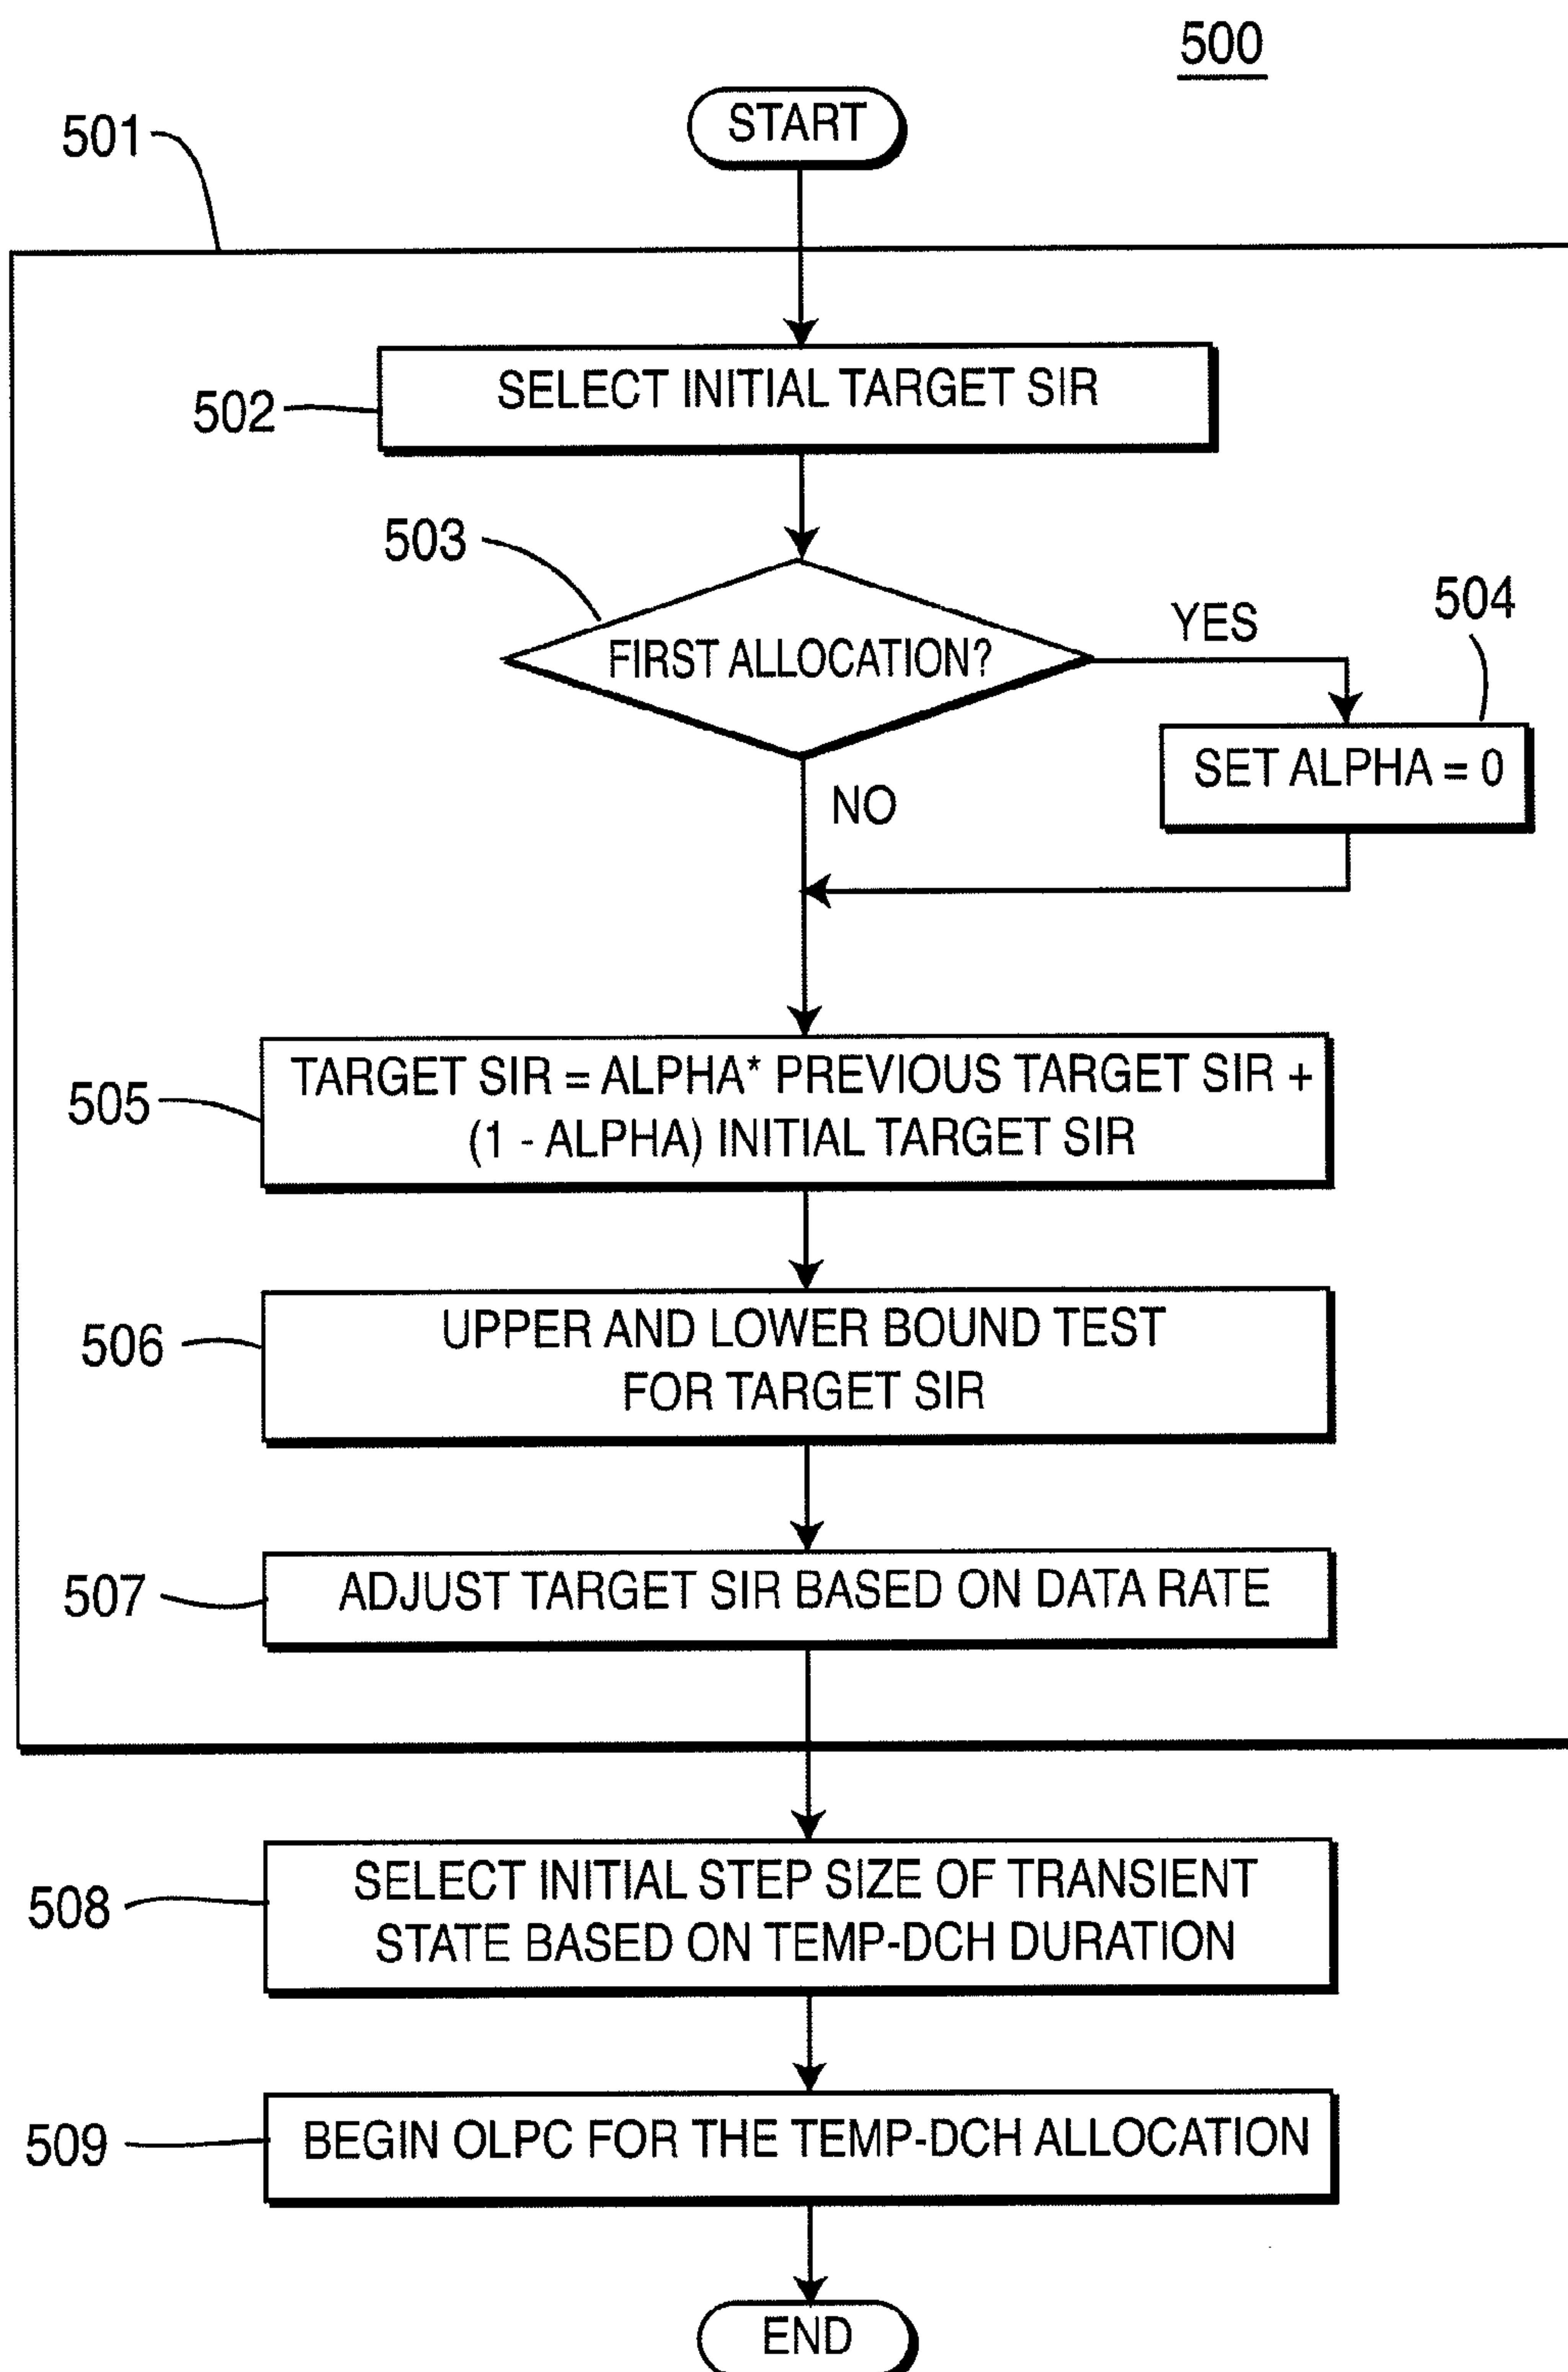 500
START
501
SELECT INITIAL TARGET SIR
502
503
FIRST ALLOCATION?
YES
504
SET ALPHA = 0
NO
TARGET SIR = ALPHA* PREVIOUS TARGET SIR +
(1 - ALPHA) INITIAL TARGET SIR
505
UPPER AND LOWER BOUND TEST
FOR TARGET SIR
506
ADJUST TARGET SIR BASED ON DATA RATE
507
SELECT INITIAL STEP SIZE OF TRANSIENT
STATE BASED ON TEMP-DCH DURATION
508
BEGIN OLPC FOR THE TEMP-DCH ALLOCATION
509
END